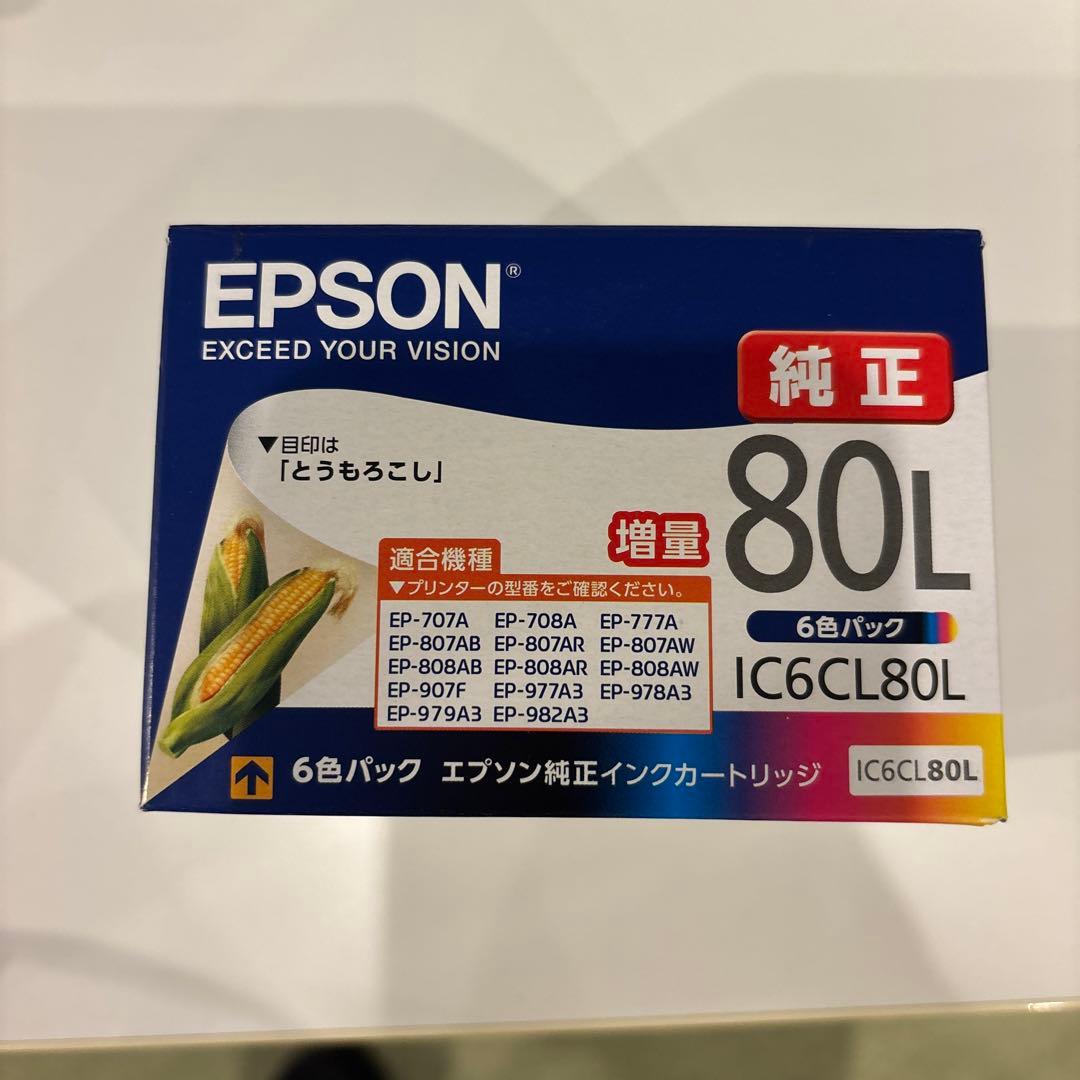 EPSON®
EXCEED YOUR VISION
純正
▼目印は
「とうもろこし」
増量
80L
適合機種
▼プリンターの型番をご確認ください。
EP-707A EP-708A EP-777A
EP-807AB EP-807AR EP-807AW
EP-808AB EP-808AR EP-808AW
EP-907F EP-977A3 EP-978A3
EP-979A3 EP-982A3
6色パック
IC6CL80L
6色パック エプソン純正インクカートリッジ
IC6CL80L